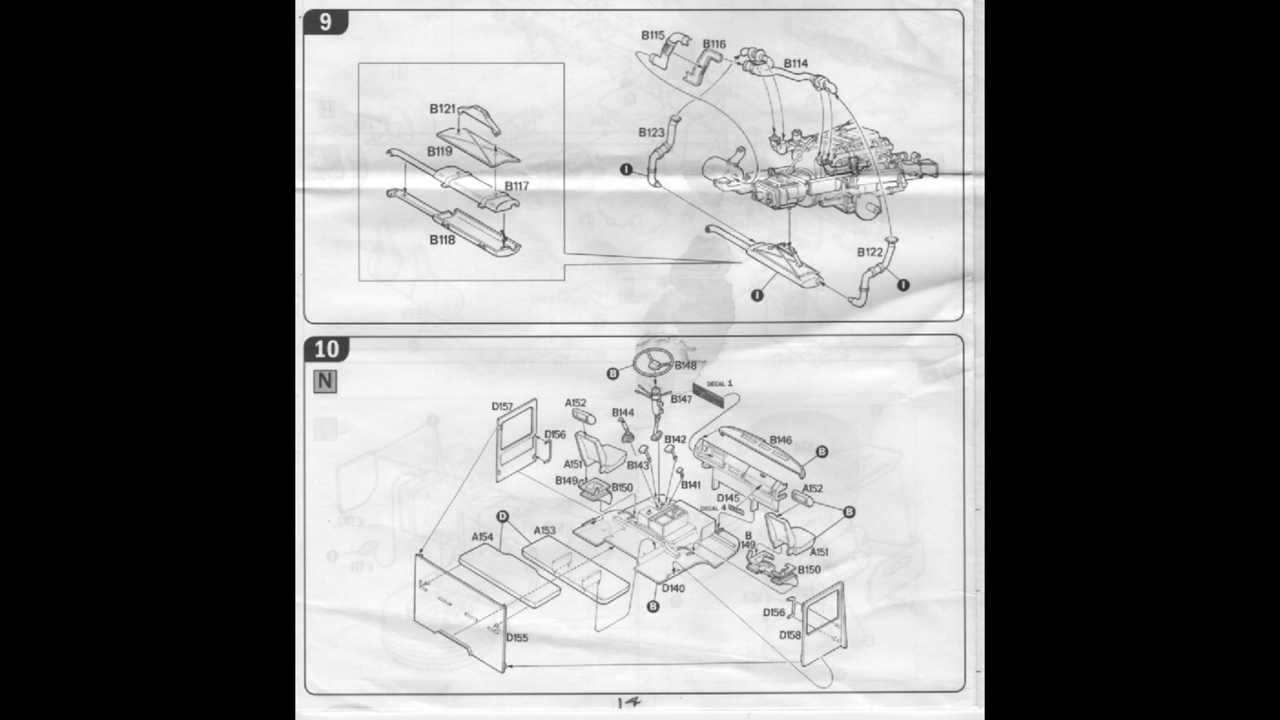 9
B115
B116
B114
B121
B123
B119
I
B117
B118
B122
I
I
10
N
B148
B
DECAL 1
B147
D157
A152
B144
D156
B142
B146
B
A151
B143
B149
B150
B141
A152
D145
DECAL 4
B
D
A153
A154
B
149
A151
B150
D140
B
D156
D158
D155
14